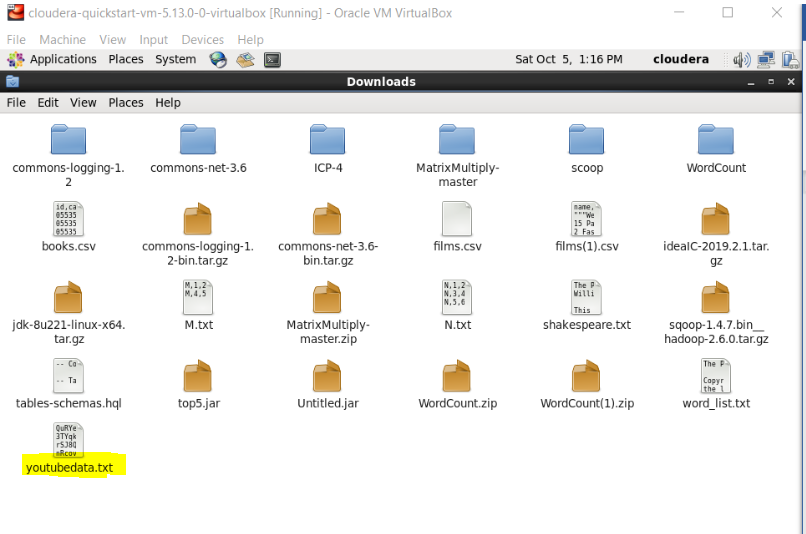 cloudera-quickstart-vm-5.13.0-0-virtualbox [Running] - Oracle VM VirtualBox
File Machine View Input Devices Help
Applications Places System Sat Oct 5, 1:16 PM cloudera
Downloads
File Edit View Places Help
commons-logging-1.
2
commons-net-3.6
ICP-4
MatrixMultiply-
master
scoop
WordCount
id,ca
05535
05535
05535
books.csv
commons-logging-1.
2-bin.tar.gz
commons-net-3.6-
bin.tar.gz
films.csv
name,
"""We
15 Pa
2 Fas
films(1).csv
ideaIC-2019.2.1.tar.
gz
jdk-8u221-linux-x64.
tar.gz
M,1,2
M,4,5
M.txt
MatrixMultiply-
master.zip
N,1,2
N,3,4
N,5,6
N.txt
The P
Willi
This
shakespeare.txt
sqoop-1.4.7.bin__
hadoop-2.6.0.tar.gz
-- Co
-- Ta
tables-schemas.hql
top5.jar
Untitled.jar
WordCount.zip
WordCount(1).zip
The P
Copyr
the l
word_list.txt
QuRYe
3TYqk
rSJ8Q
nRcov
youtubedata.txt